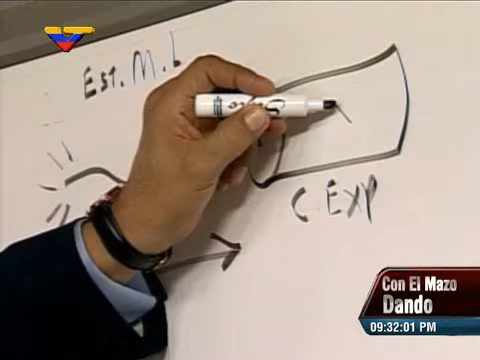 Est. M.
C. EXP
Con El Mazo
Dando
09:32:01 PM